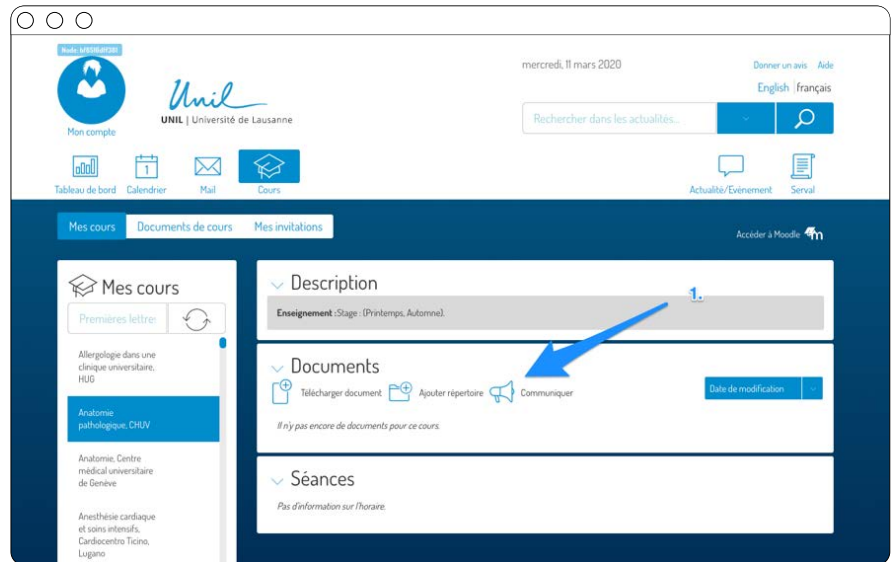 Node: bf8516dff391
mercredi, 11 mars 2020
Donner un avis Aide
English | français
Unil
UNIL | Université de Lausanne
Mon compte
Rechercher dans les actualités...
Tableau de bord
Calendrier
1
Mail
Cours
Actualité/Evénement
Serval
Mes cours
Documents de cours
Mes invitations
Accéder à Moodle
Mes cours
Premières lettre:
Allergologie dans une
clinique universitaire,
HUG
Anatomie
pathologique, CHUV
Anatomie, Centre
médical universitaire
de Genève
Anesthésie cardiaque
et soins intensifs,
Cardiocentro Ticino,
Lugano
Description
1.
Enseignement :Stage : (Printemps, Automne).
Documents
Télécharger document
Ajouter répertoire
Communiquer
Date de modification
Il n'y pas encore de documents pour ce cours.
Séances
Pas d'information sur l'horaire.